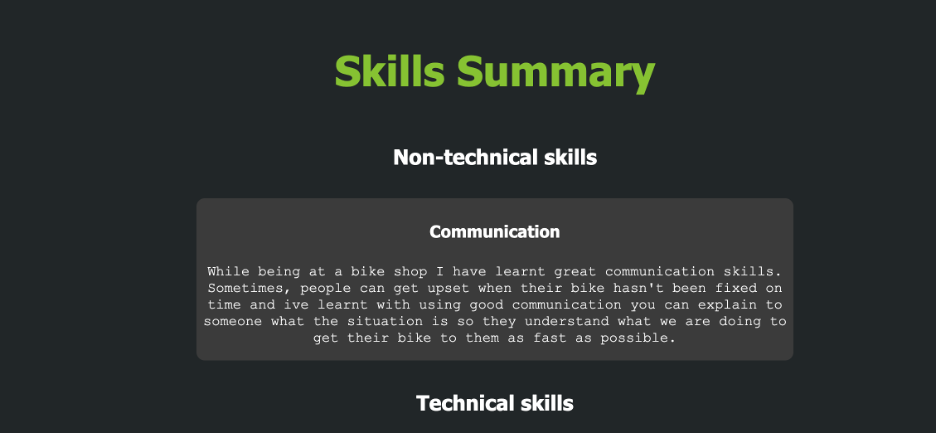 Skills Summary
Non-technical skills
Communication
While being at a bike shop I have learnt great communication skills.
Sometimes, people can get upset when their bike hasn't been fixed on
time and ive learnt with using good communication you can explain to
someone what the situation is so they understand what we are doing to
get their bike to them as fast as possible.
Technical skills